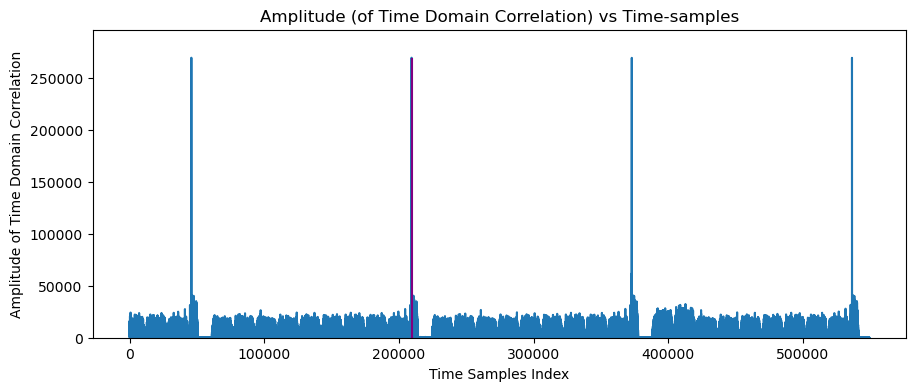 Amplitude (of Time Domain Correlation) vs Time-samples
Amplitude of Time Domain Correlation
250000
200000
150000
100000
50000
0
0 100000 200000 300000 400000 500000
Time Samples Index